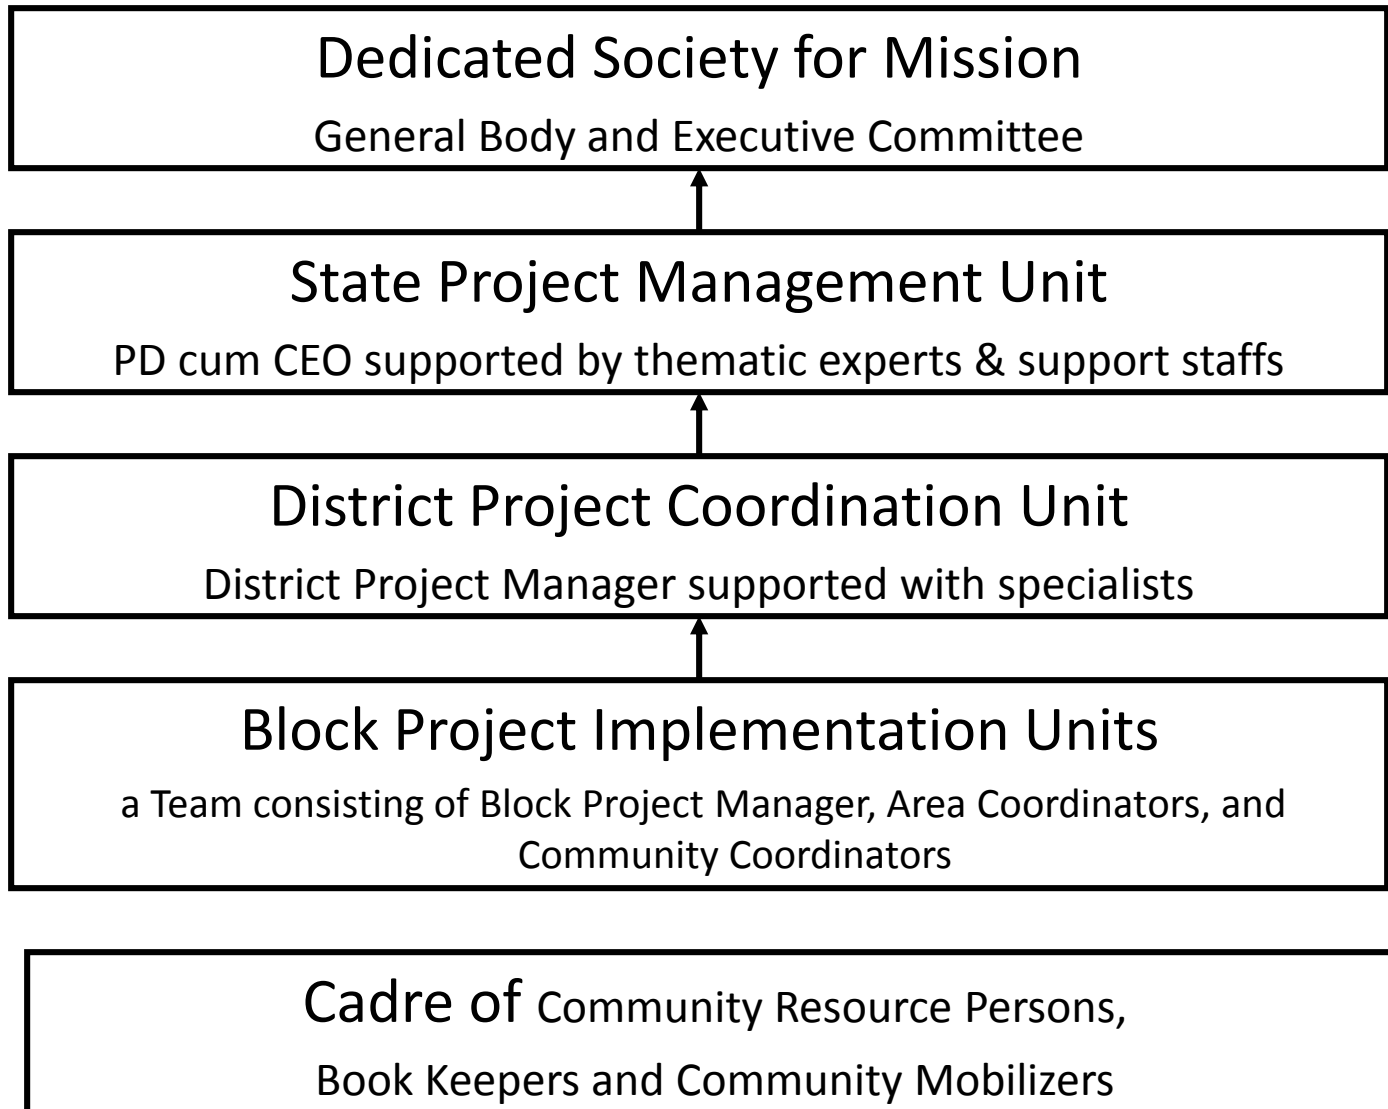 Dedicated Society for Mission
General Body and Executive Committee
State Project Management Unit
PD cum CEO supported by thematic experts & support staffs
District Project Coordination Unit
District Project Manager supported with specialists
Block Project Implementation Units
a Team consisting of Block Project Manager, Area Coordinators, and
Community Coordinators
Cadre of Community Resource Persons,
Book Keepers and Community Mobilizers